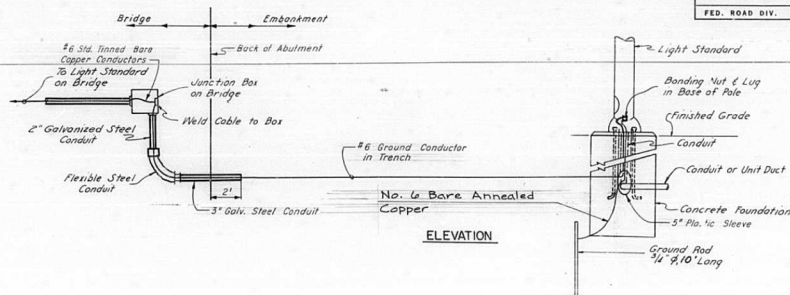 FED. ROAD DIV.
Bridge
Embankment
#6 Std. Tinned Bare
Copper Conductors
Back of Abutment
To Light Standard
on Bridge
Junction Box
on Bridge
Weld Cable to Box
2" Galvanized Steel
Conduit
Flexible Steel
Conduit
2'
3" Galv. Steel Conduit
#6 Ground Conductor
in Trench
No. 6 Bare Annealed
Copper
ELEVATION
Light Standard
Bonding Nut & Lug
in Base of Pole
Finished Grade
Conduit
Conduit or Unit Duct
Concrete Foundation
5" Plastic Sleeve
Ground Rod
3/4" φ, 10' Long